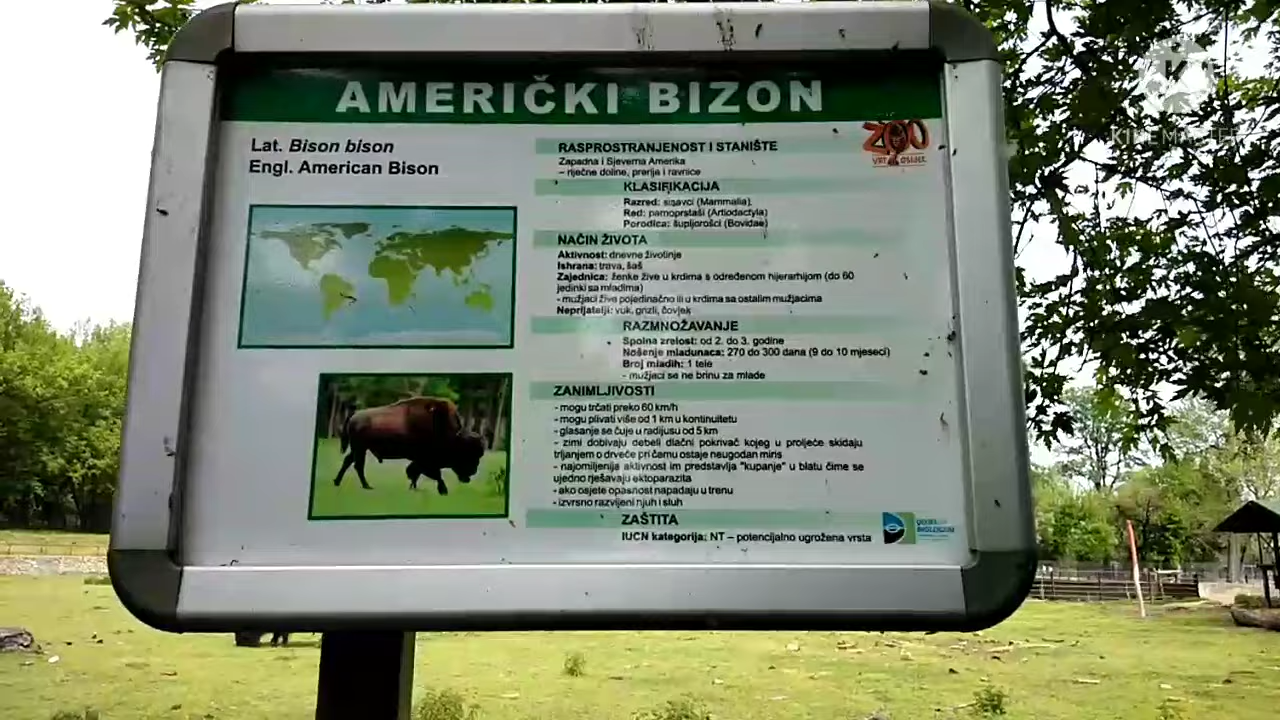 AMERIČKI BIZON
Lat. Bison bison
Engl. American Bison
RASPROSTRANJENOST I STANIŠTE
Zapadna i Sjeverna Amerika
– riječne doline, prerije i ravnice
KLASIFIKACIJA
Razred: sisavci (Mammalia)
Red: parnoprstaši (Artiodactyla)
Porodica: šupljorošci (Bovidae)
NAČIN ŽIVOTA
Aktivnost: dnevne životinje
Ishrana: trava, šaš
Zajednica: ženke žive u krdima s određenom hijerarhijom (do 60
jedinki sa mladima)
- mužjaci žive pojedinačno ili u krdima sa ostalim mužjacima
Neprijatelji: vuk, grizli, čovjek
RAZMNOŽAVANJE
Spolna zrelost: od 2. do 3. godine
Nošenje mladunaca: 270 do 300 dana (9 do 10 mjeseci)
Broj mladih: 1 tele
- mužjaci se ne brinu za mlade
ZANIMLJIVOSTI
- mogu trčati preko 60 km/h
- mogu plivati više od 1 km u kontinuitetu
- glasanje se čuje u radijusu od 5 km
- zimi dobivaju debeli dlačni pokrivač kojeg u proljeće skidaju
trljanjem o drveće pri čemu ostaje neugodan miris
- najomiljenija aktivnost im predstavlja "kupanje" u blatu čime se
ujedno rješavaju ektoparazita
- ako osjete opasnost napadaju u trenu
- izvrsno razvijeni njuh i sluh
ZAŠTITA
IUCN kategorija: NT – potencijalno ugrožena vrsta
ZOO
VRT OSIJEK
KINEMASTER